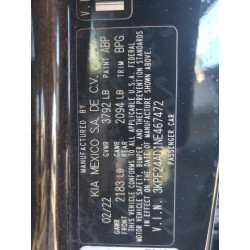 MANUFACTURED BY
KIA MEXICO S.A. DE C.V.
PAINT ABP
02/22 GVWR 3792 LB TRIM BPG
GAWR FRONT 2183 LB GAWR REAR 2094 LB
THIS VEHICLE CONFORMS TO ALL APPLICABLE U.S.A. FEDERAL
MOTOR VEHICLE SAFETY, BUMPER, AND THEFT PREVENTION STANDARDS
IN EFFECT ON THE DATE OF MANUFACTURE SHOWN ABOVE.
V.I.N. 3KPF24AD1NE467472
PASSENGER CAR